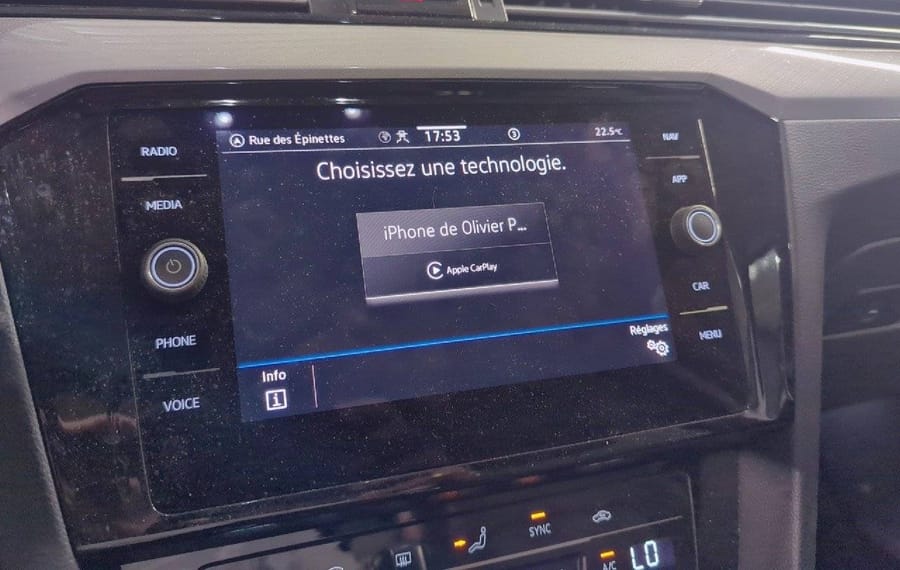 RADIO
MEDIA
PHONE
VOICE
Rue des Épinettes
17:53
3
22.5°C
Choisissez une technologie.
iPhone de Olivier P...
Apple CarPlay
Réglages
Info
i
NAV
APP
CAR
MENU
SYNC
A/C
LO